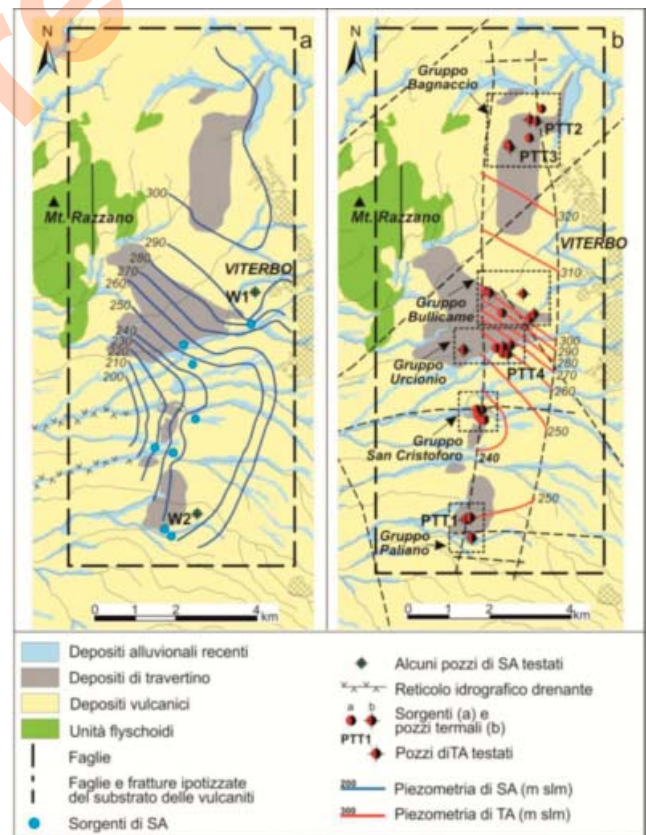 re
N
a
Mt. Razzano
300
290
280
270
260
250
240
230
220
210
200
VITERBO
W1
W2
0 2 4
km
N
b
Gruppo
Bagnaccio
PTT2
PTT3
Mt. Razzano
320
VITERBO
310
Gruppo
Bullicame
300
290
280
270
260
Gruppo
Urcionio
PTT4
250
Gruppo
San Cristoforo
240
250
PTT1
Gruppo
Paliano
0 2 4
km
Depositi alluvionali recenti
Depositi di travertino
Depositi vulcanici
Unità flyschoidi
Faglie
Faglie e fratture ipotizzate
del substrato delle vulcaniti
Sorgenti di SA
Alcuni pozzi di SA testati
Reticolo idrografico drenante
a b
Sorgenti (a) e
pozzi termali (b)
PTT1
Pozzi diTA testati
200 Piezometria di SA (m slm)
300 Piezometria di TA (m slm)